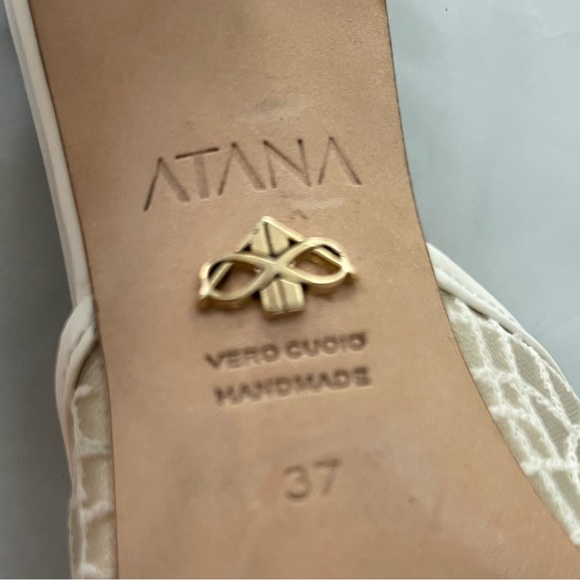 ATANA
VERO CUOIO
HANDMADE
37